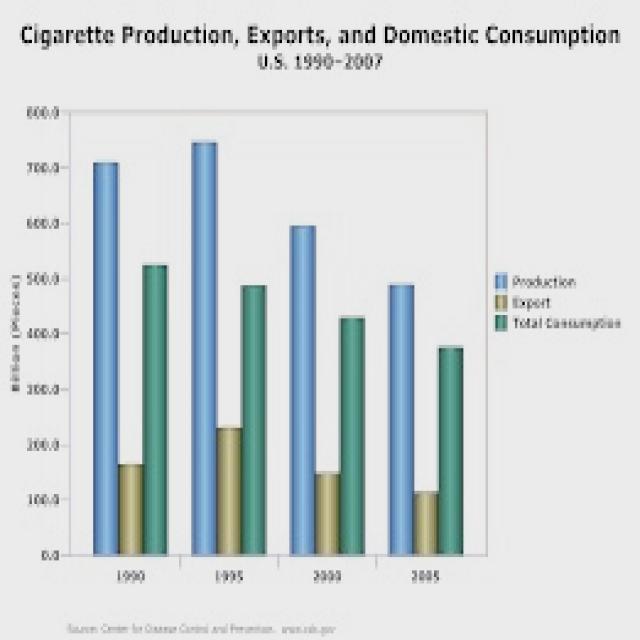 Cigarette Production, Exports, and Domestic Consumption
U.S. 1990-2007
Billion (Pieces)
800.0
700.0
600.0
500.0
400.0
300.0
200.0
100.0
0.0
1990
1995
2000
2005
Production
Export
Total Consumption
Source: Center for Disease Control and Prevention. www.cdc.gov